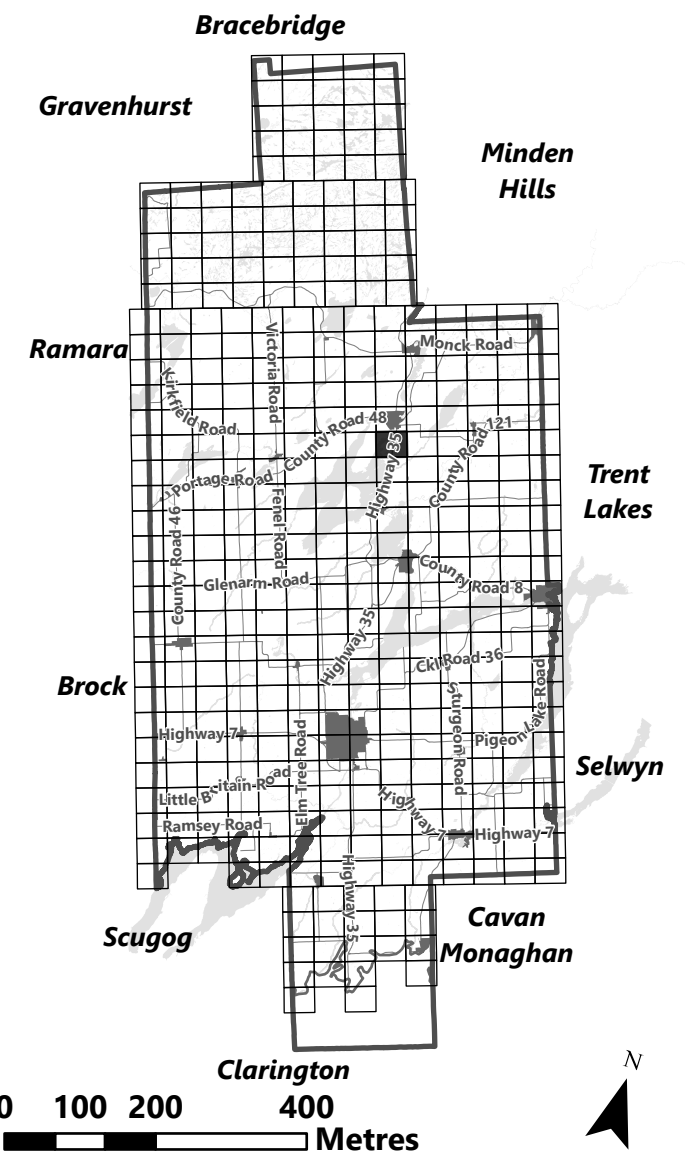 Bracebridge
Gravenhurst
Minden
Hills
Ramara
Monck Road
Victoria Road
Kirkfield Road
County Road 48
County Road 121
Highway 35
Portage Road
Trent
Lakes
Fenel Road
County Road 46
County Road 8
Glenarm Road
Highway 35
Ckl Road 36
Brock
Sturgeon Road
Pigeon Lake Road
Highway 7
Elm Tree Road
Selwyn
Little Britain Road
Highway 7
Ramsey Road
Highway 7
Highway 35
Scugog
Cavan
Monaghan
Clarington
N
0 100 200 400
Metres